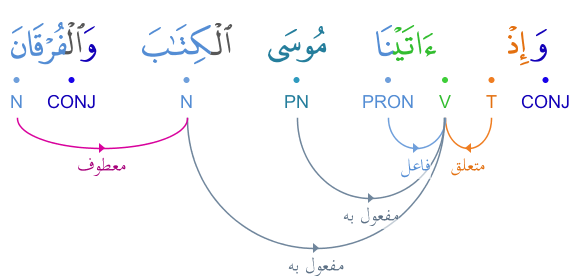 وَ إِذْ ءَاتَيْنَا مُوسَى ٱلْكِتَٰبَ وَٱلْفُرْقَانَ
CONJ T V PRON PN N CONJ N
متعلق فاعل معطوف
مفعول به
مفعول به